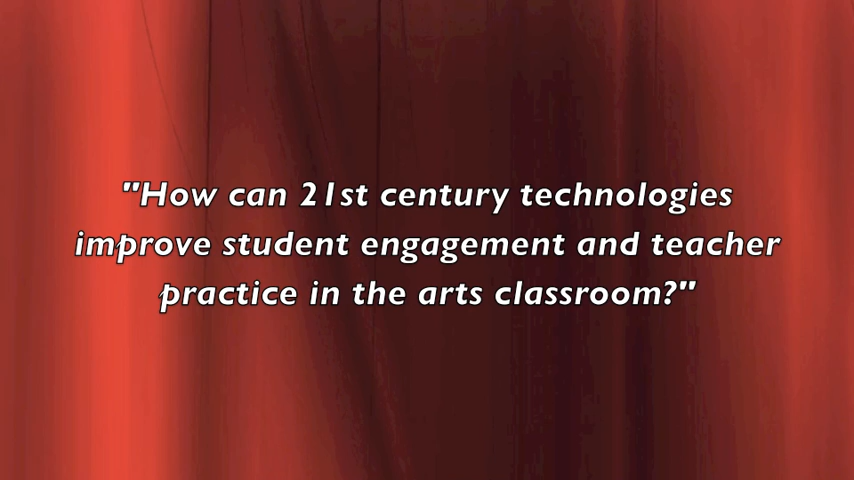 "How can 21st century technologies
improve student engagement and teacher
practice in the arts classroom?"